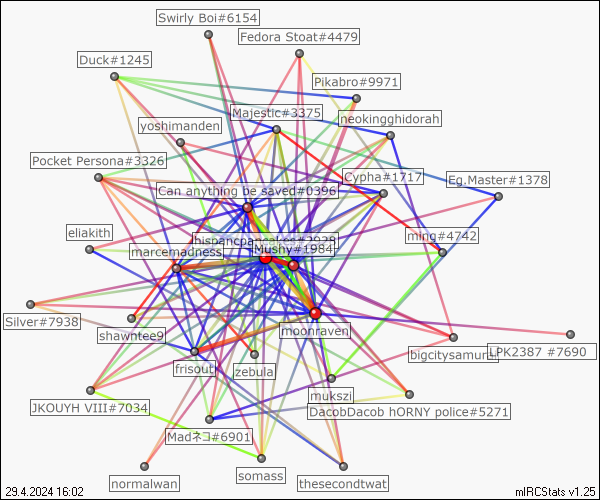 Swirly Boi#6154
Fedora Stoat#4479
Duck#1245
Pikabro#9971
Majestic#3375
neokingghidorah
yoshimanden
Pocket Persona#3326
Cypha#1717
Eg.Master#1378
Can anything be saved#0396
eliakith
ming#4742
Mushy#1984
marcemadness
Silver#7938
moonraven
shawntee9
bigcitysamurai
LPK2387 #7690
frisout
zebula
mukszi
JKOUYH VIII#7034
DacobDacob hORNY police#5271
Madネコ#6901
somass
normalwan
thesecondtwat
29.4.2024 16:02
mIRCStats v1.25